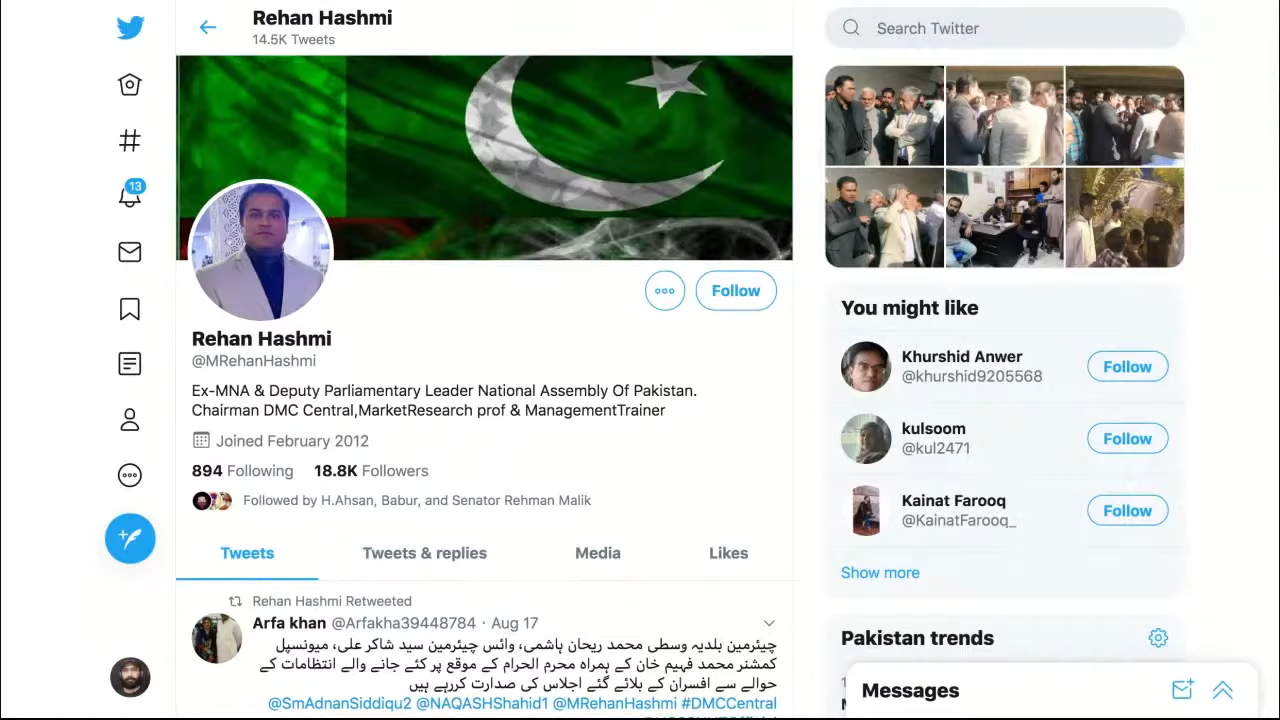 Rehan Hashmi
14.5K Tweets
Search Twitter
13
Follow
Rehan Hashmi
@MRehanHashmi
Ex-MNA & Deputy Parliamentary Leader National Assembly Of Pakistan.
Chairman DMC Central,MarketResearch prof & ManagementTrainer
Joined February 2012
894 Following 18.8K Followers
Followed by H.Ahsan, Babur, and Senator Rehman Malik
Tweets Tweets & replies Media Likes
Rehan Hashmi Retweeted
Arfa khan @Arfakha39448784 · Aug 17
چیئرمین بلدیہ وسطی محمد ریحان ہاشمی، وائس چیئرمین سید شاکر علی، میونسپل
کمشنر محمد فہیم خان کے ہمراہ محرم الحرام کے موقع پر کئے جانے والے انتظامات کے
حوالے سے افسران کے بلائے گئے اجلاس کی صدارت کررہے ہیں
@SmAdnanSiddiqu2 @NAQASHShahid1 @MRehanHashmi #DMCCentral
You might like
Khurshid Anwer
@khurshid9205568
Follow
kulsoom
@kul2471
Follow
Kainat Farooq
@KainatFarooq_
Follow
Show more
Pakistan trends
Messages